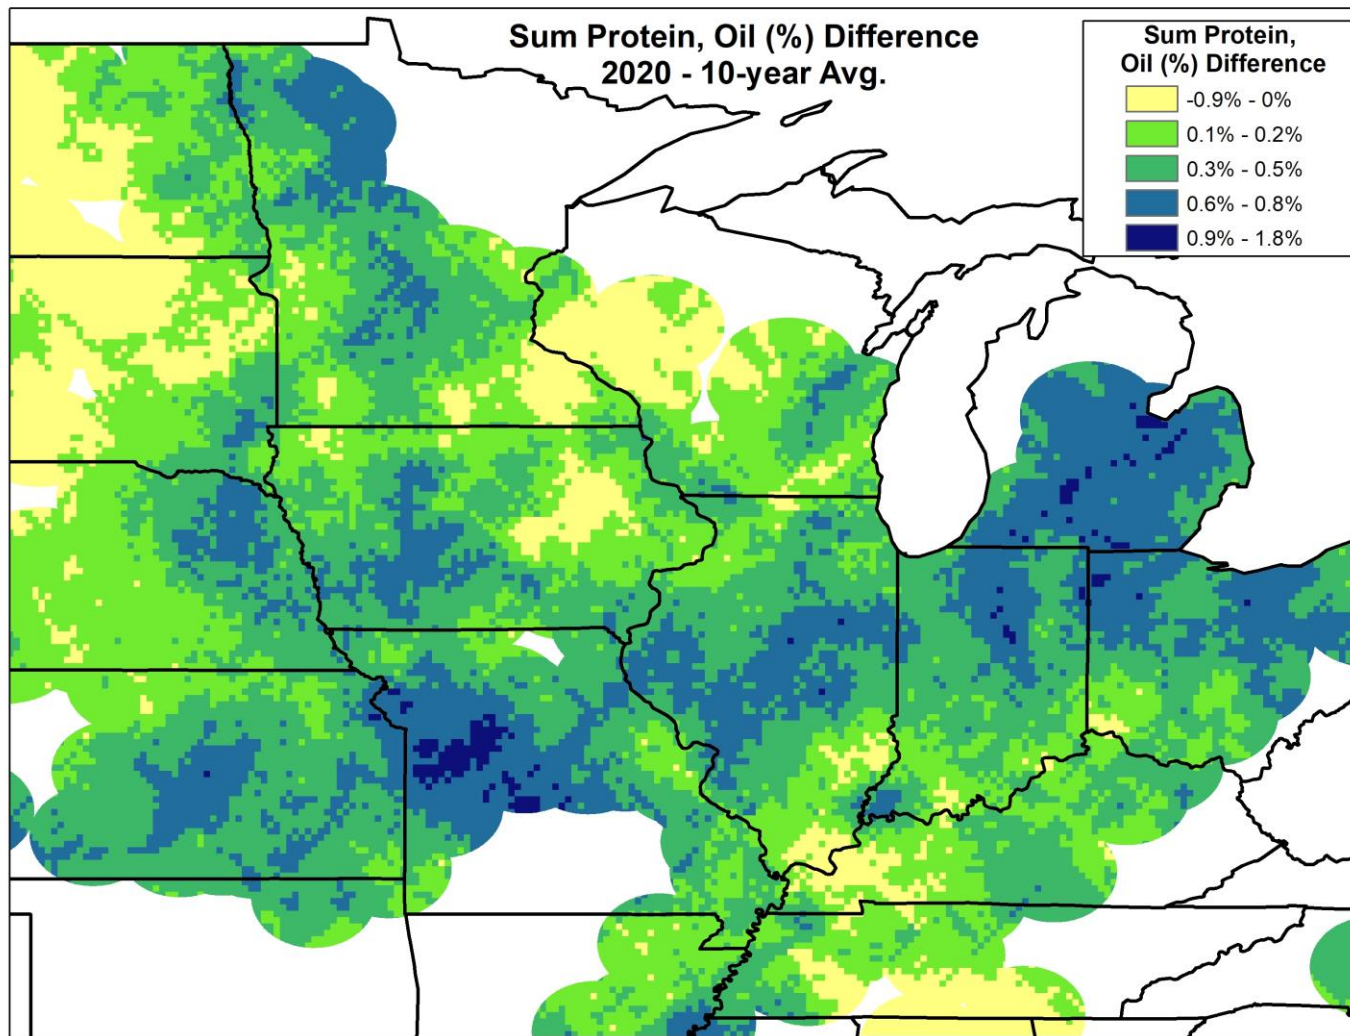 Sum Protein, Oil (%) Difference
2020 - 10-year Avg.
Sum Protein,
Oil (%) Difference
-0.9% - 0%
0.1% - 0.2%
0.3% - 0.5%
0.6% - 0.8%
0.9% - 1.8%